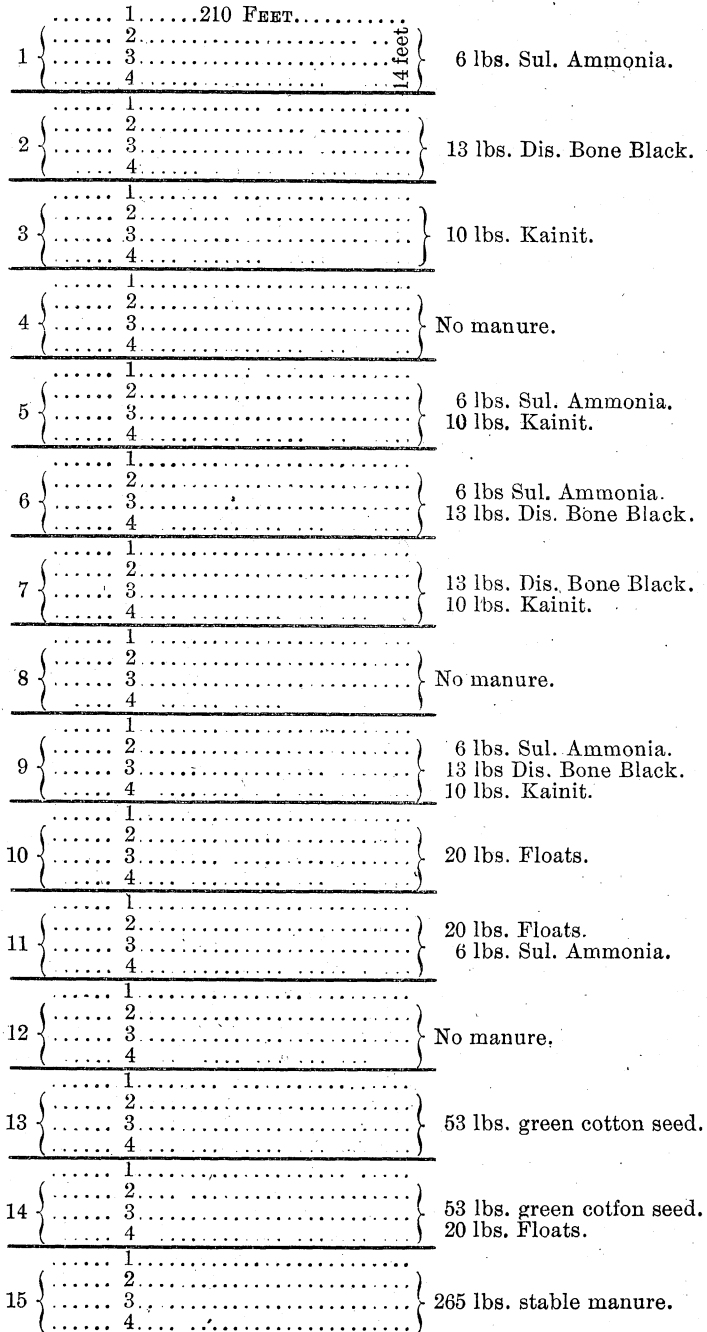 1......210 FEET............
2
1 3 14 feet 6 lbs. Sul. Ammonia.
4
1
2
2 3 13 lbs. Dis. Bone Black.
4
1
2
3 3 10 lbs. Kainit.
4
1
2
4 3 No manure.
4
1
2 6 lbs. Sul. Ammonia.
5 3 10 lbs. Kainit.
4
1
2 6 lbs Sul. Ammonia.
6 3 13 lbs. Dis. Bone Black.
4
1
2 13 lbs. Dis. Bone Black.
7 3 10 lbs. Kainit.
4
1
2
8 3 No manure.
4
1
2 6 lbs. Sul. Ammonia.
9 3 13 lbs Dis. Bone Black.
4 10 lbs. Kainit.
1
2
10 3 20 lbs. Floats.
4
1
2 20 lbs. Floats.
11 3 6 lbs. Sul. Ammonia.
4
1
2
12 3 No manure.
4
1
2
13 3 53 lbs. green cotton seed.
4
1
2
14 3 53 lbs. green cotfon seed.
4 20 lbs. Floats.
1
2
15 3 265 lbs. stable manure.
4